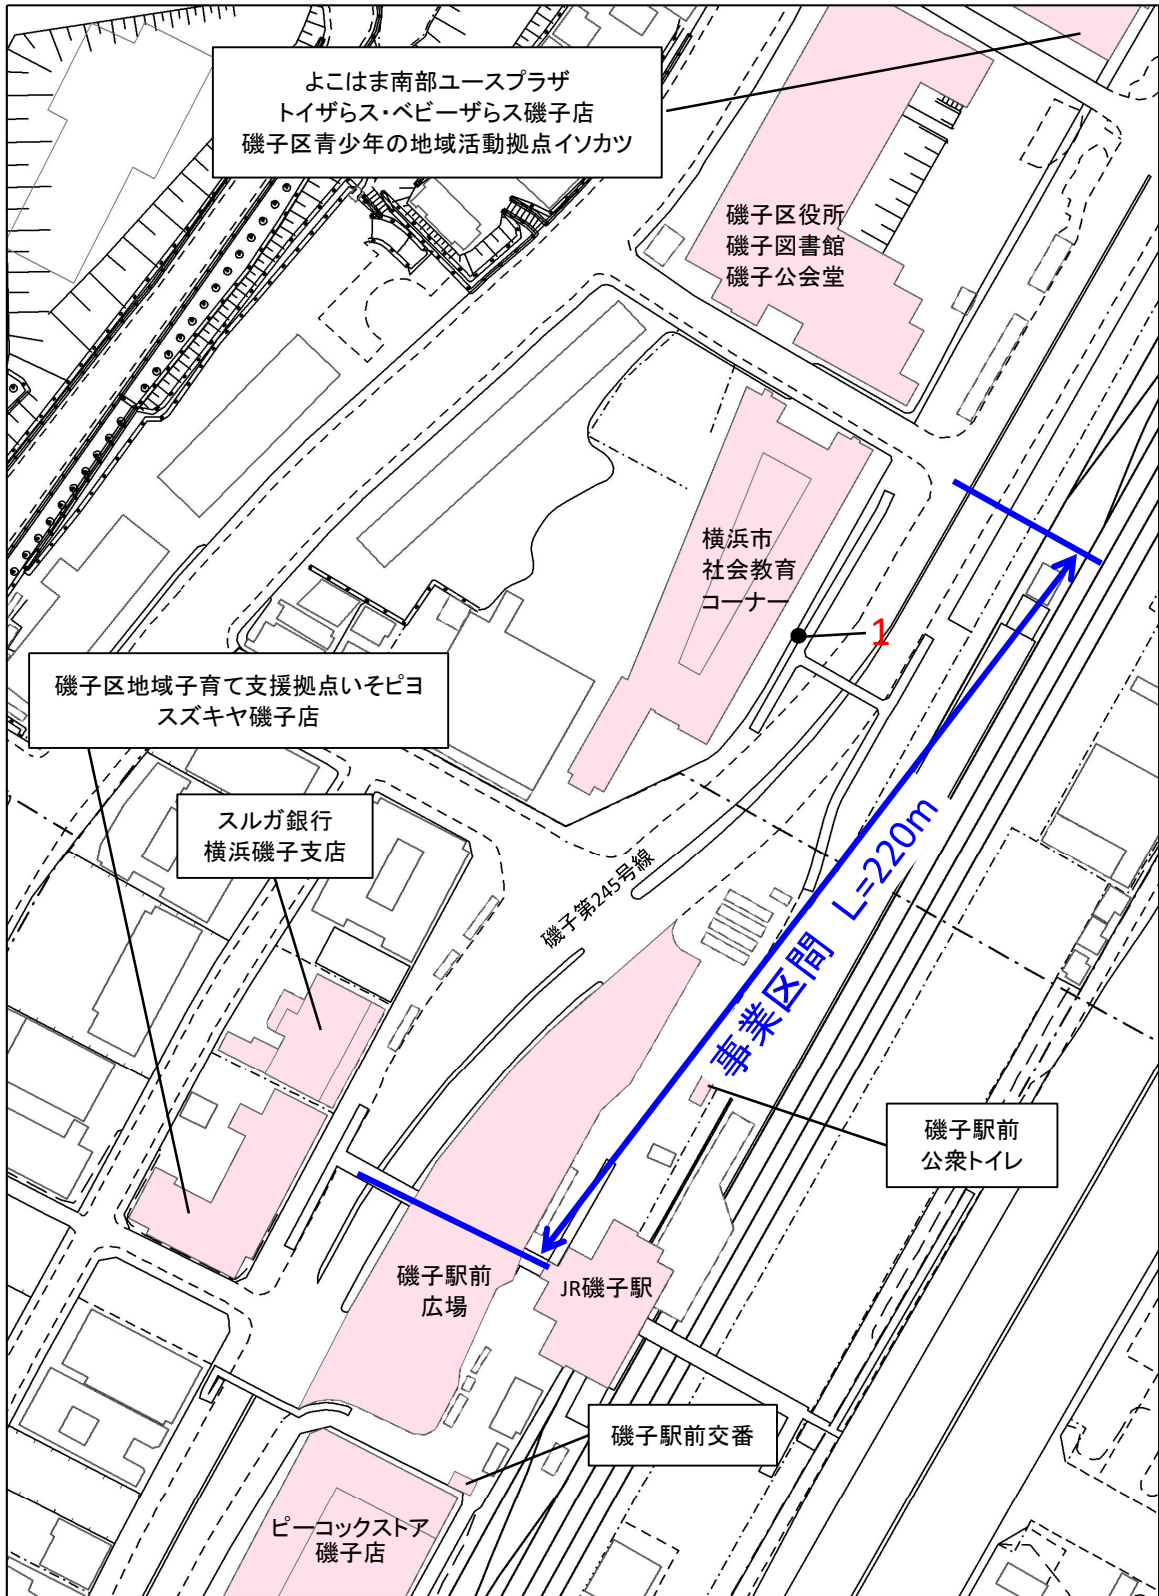 よこはま南部ユースプラザ
トイザらス・ベビーザらス磯子店
磯子区青少年の地域活動拠点イソカツ
磯子区役所
磯子図書館
磯子公会堂
横浜市
社会教育
コーナー
1
磯子区地域子育て支援拠点いそピヨ
スズキヤ磯子店
スルガ銀行
横浜磯子支店
磯子第245号線
事業区間 L=220m
磯子駅前
公衆トイレ
磯子駅前
広場
JR磯子駅
磯子駅前交番
ピーコックストア
磯子店